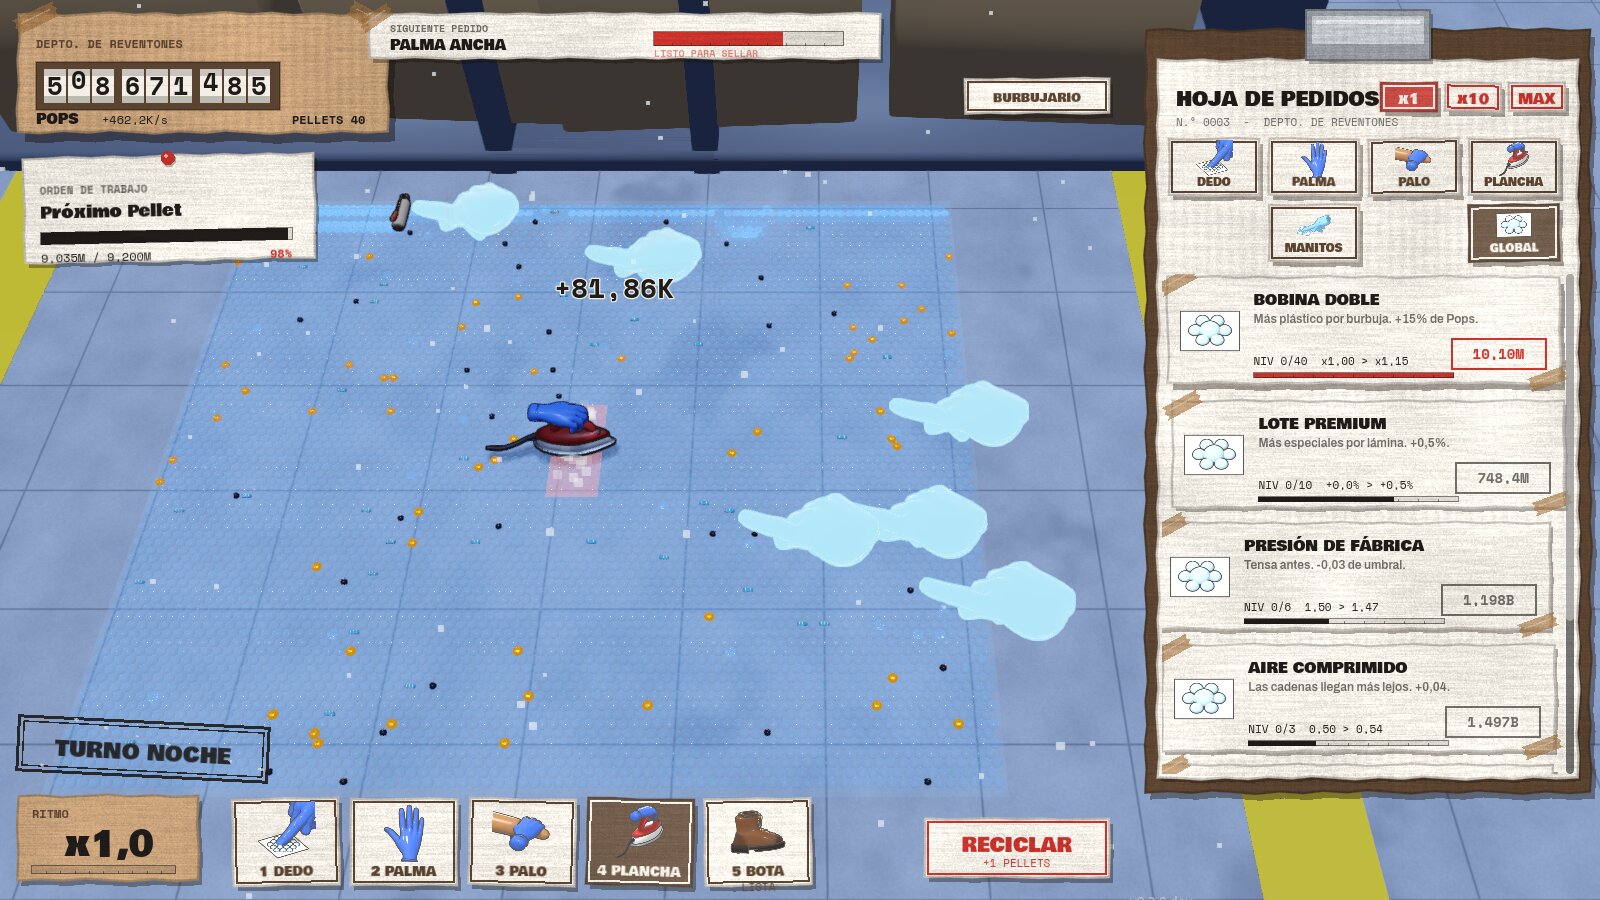 DEPTO. DE REVENTONES
508 671 485
POPS +462,2K/s PELLETS 40
SIGUIENTE PEDIDO
PALMA ANCHA
LISTO PARA SELLAR
BURBUJARIO
ORDEN DE TRABAJO
Próximo Pellet
9,035M / 9,200M 98%
+81,86K
TURNO NOCHE
RITMO
x1,0
1 DEDO
2 PALMA
3 PALO
4 PLANCHA
5 BOTA
LISTA
RECICLAR
+1 PELLETS
HOJA DE PEDIDOS
x1
x10
MAX
N.° 0003 - DEPTO. DE REVENTONES
DEDO
PALMA
PALO
PLANCHA
MANITOS
GLOBAL
BOBINA DOBLE
Más plástico por burbuja. +15% de Pops.
NIV 0/40 x1,00 > x1,15
10,10M
LOTE PREMIUM
Más especiales por lámina. +0,5%.
NIV 0/10 +0,0% > +0,5%
748,4M
PRESIÓN DE FÁBRICA
Tensa antes. -0,03 de umbral.
NIV 0/6 1,50 > 1,47
1,198B
AIRE COMPRIMIDO
Las cadenas llegan más lejos. +0,04.
NIV 0/3 0,50 > 0,54
1,497B